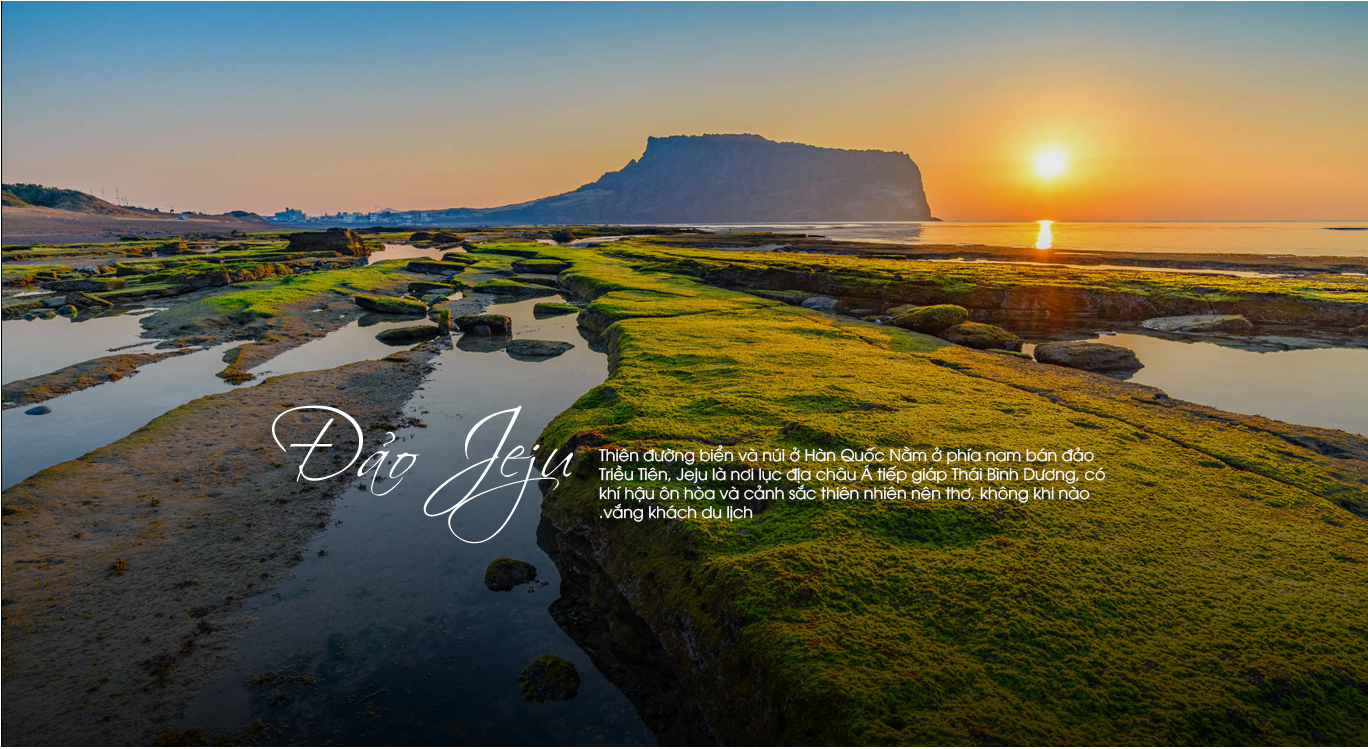 Đảo Jeju
Thiên đường biển và núi ở Hàn Quốc Nằm ở phía nam bán đảo
Triều Tiên, Jeju là nơi lục địa châu Á tiếp giáp Thái Bình Dương, có
khí hậu ôn hòa và cảnh sắc thiên nhiên nên thơ, không khi nào
.vắng khách du lịch